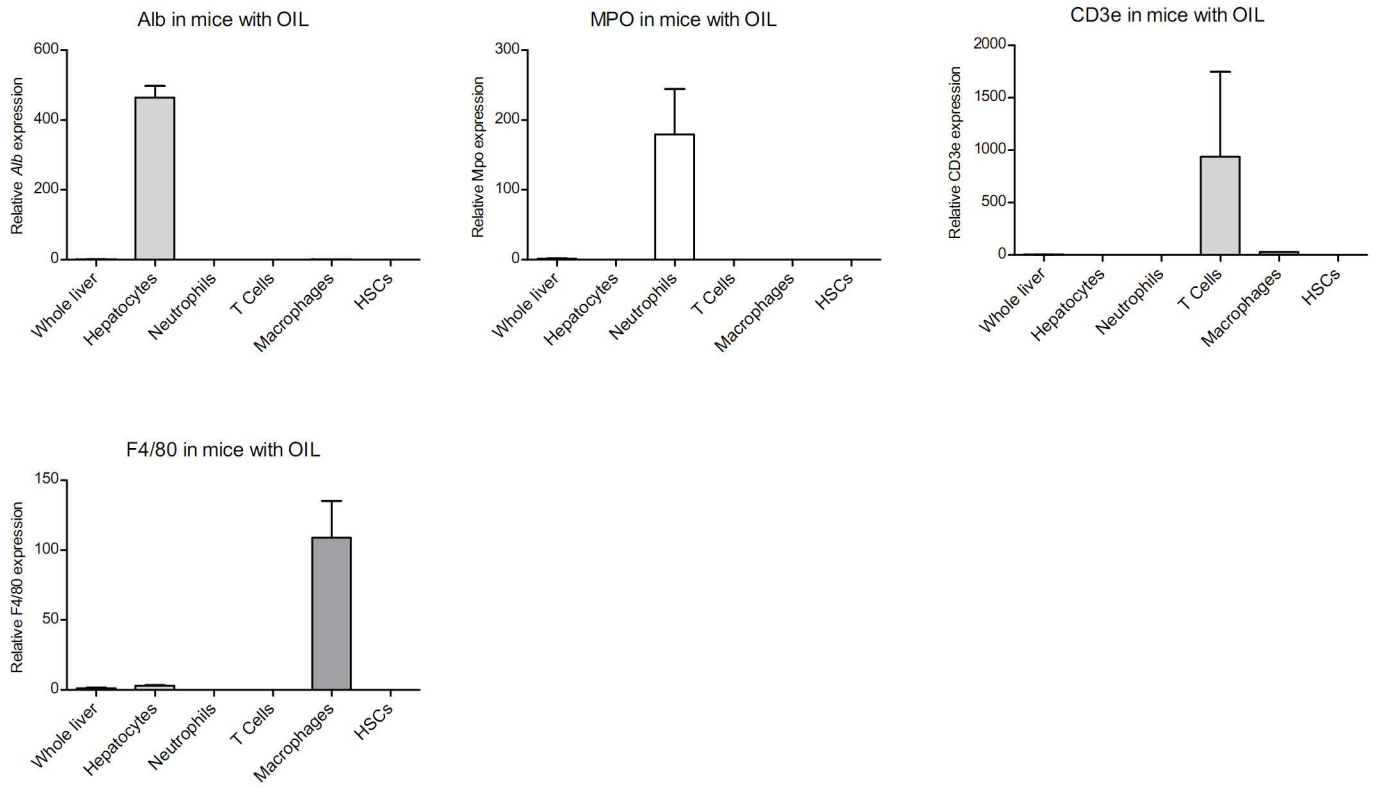 Alb in mice with OIL
Relative Alb expression
600
400
200
0
Whole liver
Hepatocytes
Neutrophils
T Cells
Macrophages
HSCs
MPO in mice with OIL
Relative Mpo expression
300
200
100
0
Whole liver
Hepatocytes
Neutrophils
T Cells
Macrophages
HSCs
CD3e in mice with OIL
Relative CD3e expression
2000
1500
1000
500
0
Whole liver
Hepatocytes
Neutrophils
T Cells
Macrophages
HSCs
F4/80 in mice with OIL
Relative F4/80 expression
150
100
50
0
Whole liver
Hepatocytes
Neutrophils
T Cells
Macrophages
HSCs